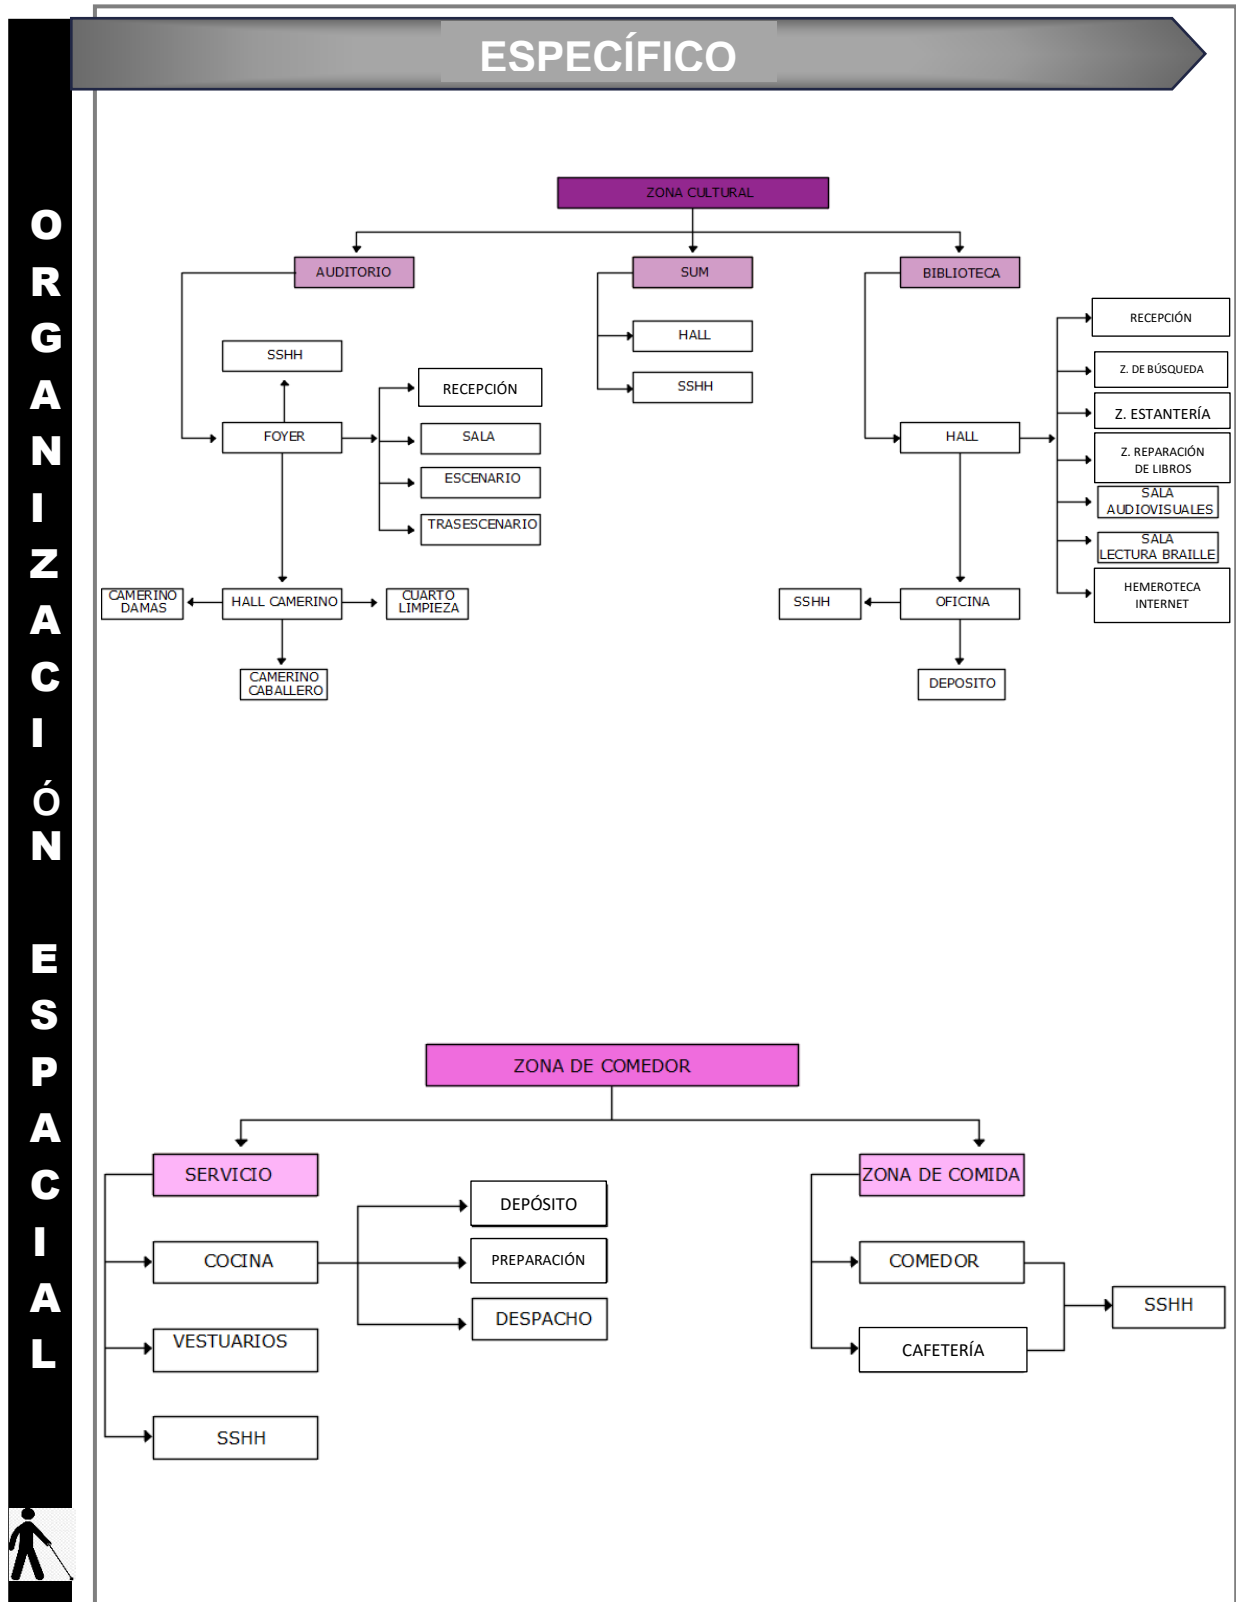 ESPECÍFICO
ORGANIZACIÓN ESPACIAL
ZONA CULTURAL
AUDITORIO
SUM
BIBLIOTECA
SSHH
FOYER
RECEPCIÓN
SALA
ESCENARIO
TRASESCENARIO
CAMERINO
DAMAS
HALL CAMERINO
CUARTO
LIMPIEZA
CAMERINO
CABALLERO
HALL
SSHH
HALL
RECEPCIÓN
Z. DE BÚSQUEDA
Z. ESTANTERÍA
Z. REPARACIÓN
DE LIBROS
SALA
AUDIOVISUALES
SALA
LECTURA BRAILLE
HEMEROTECA
INTERNET
SSHH
OFICINA
DEPOSITO
ZONA DE COMEDOR
SERVICIO
COCINA
DEPÓSITO
PREPARACIÓN
DESPACHO
VESTUARIOS
SSHH
ZONA DE COMIDA
COMEDOR
CAFETERÍA
SSHH